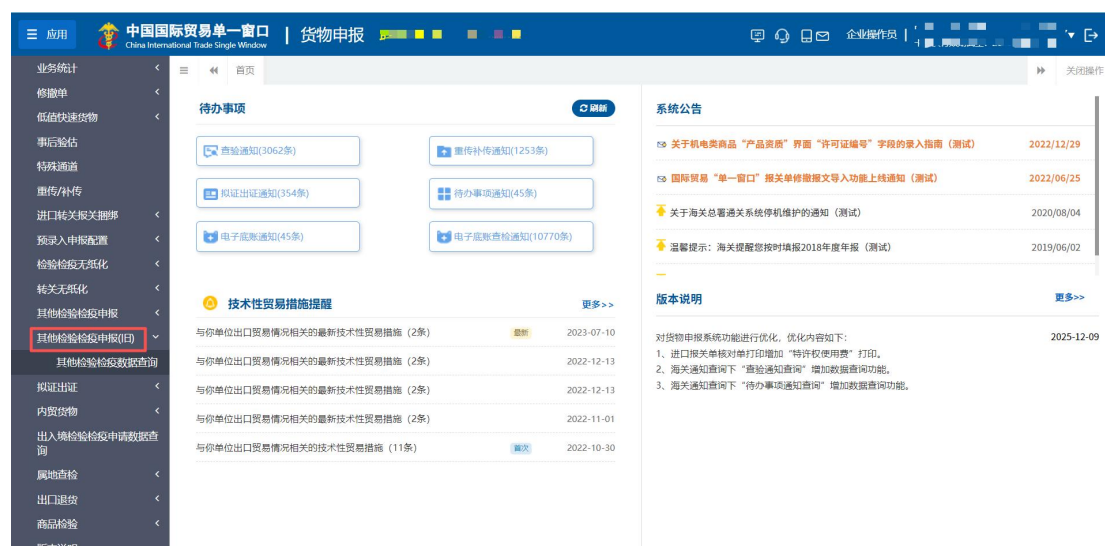 应用
中国国际贸易单一窗口
China International Trade Single Window
货物申报
企业操作员
业务统计
修撤单
低值快速货物
事后验估
特殊通道
重传/补传
进口转关报关捆绑
预录入申报配置
检验检疫无纸化
转关无纸化
其他检验检疫申报
其他检验检疫申报(旧)
其他检验检疫数据查询
拟证出证
内贸货物
出入境检验检疫申请数据查
询
属地查检
出口退货
商品检验
首页
关闭操作
待办事项
刷新
查验通知(3062条)
重传补传通知(1253条)
拟证出证通知(354条)
待办事项通知(45条)
电子底账通知(45条)
电子底账查检通知(10770条)
技术性贸易措施提醒
更多>>
与你单位出口贸易情况相关的最新技术性贸易措施（2条） 最新 2023-07-10
与你单位出口贸易情况相关的最新技术性贸易措施（2条） 2022-12-13
与你单位出口贸易情况相关的最新技术性贸易措施（2条） 2022-12-13
与你单位出口贸易情况相关的最新技术性贸易措施（2条） 2022-11-01
与你单位出口贸易情况相关的技术性贸易措施（11条） 首次 2022-10-30
系统公告
关于机电类商品“产品资质”界面“许可证编号”字段的录入指南（测试） 2022/12/29
国际贸易“单一窗口”报关单修撤报文导入功能上线通知（测试） 2022/06/25
关于海关总署通关系统停机维护的通知（测试） 2020/08/04
温馨提示：海关提醒您按时填报2018年度年报（测试） 2019/06/02
版本说明
更多>>
对货物申报系统功能进行优化，优化内容如下： 2025-12-09
1、进口报关单核对单打印增加“特许权使用费”打印。
2、海关通知查询下“查验通知查询”增加数据查询功能。
3、海关通知查询下“待办事项通知查询”增加数据查询功能。